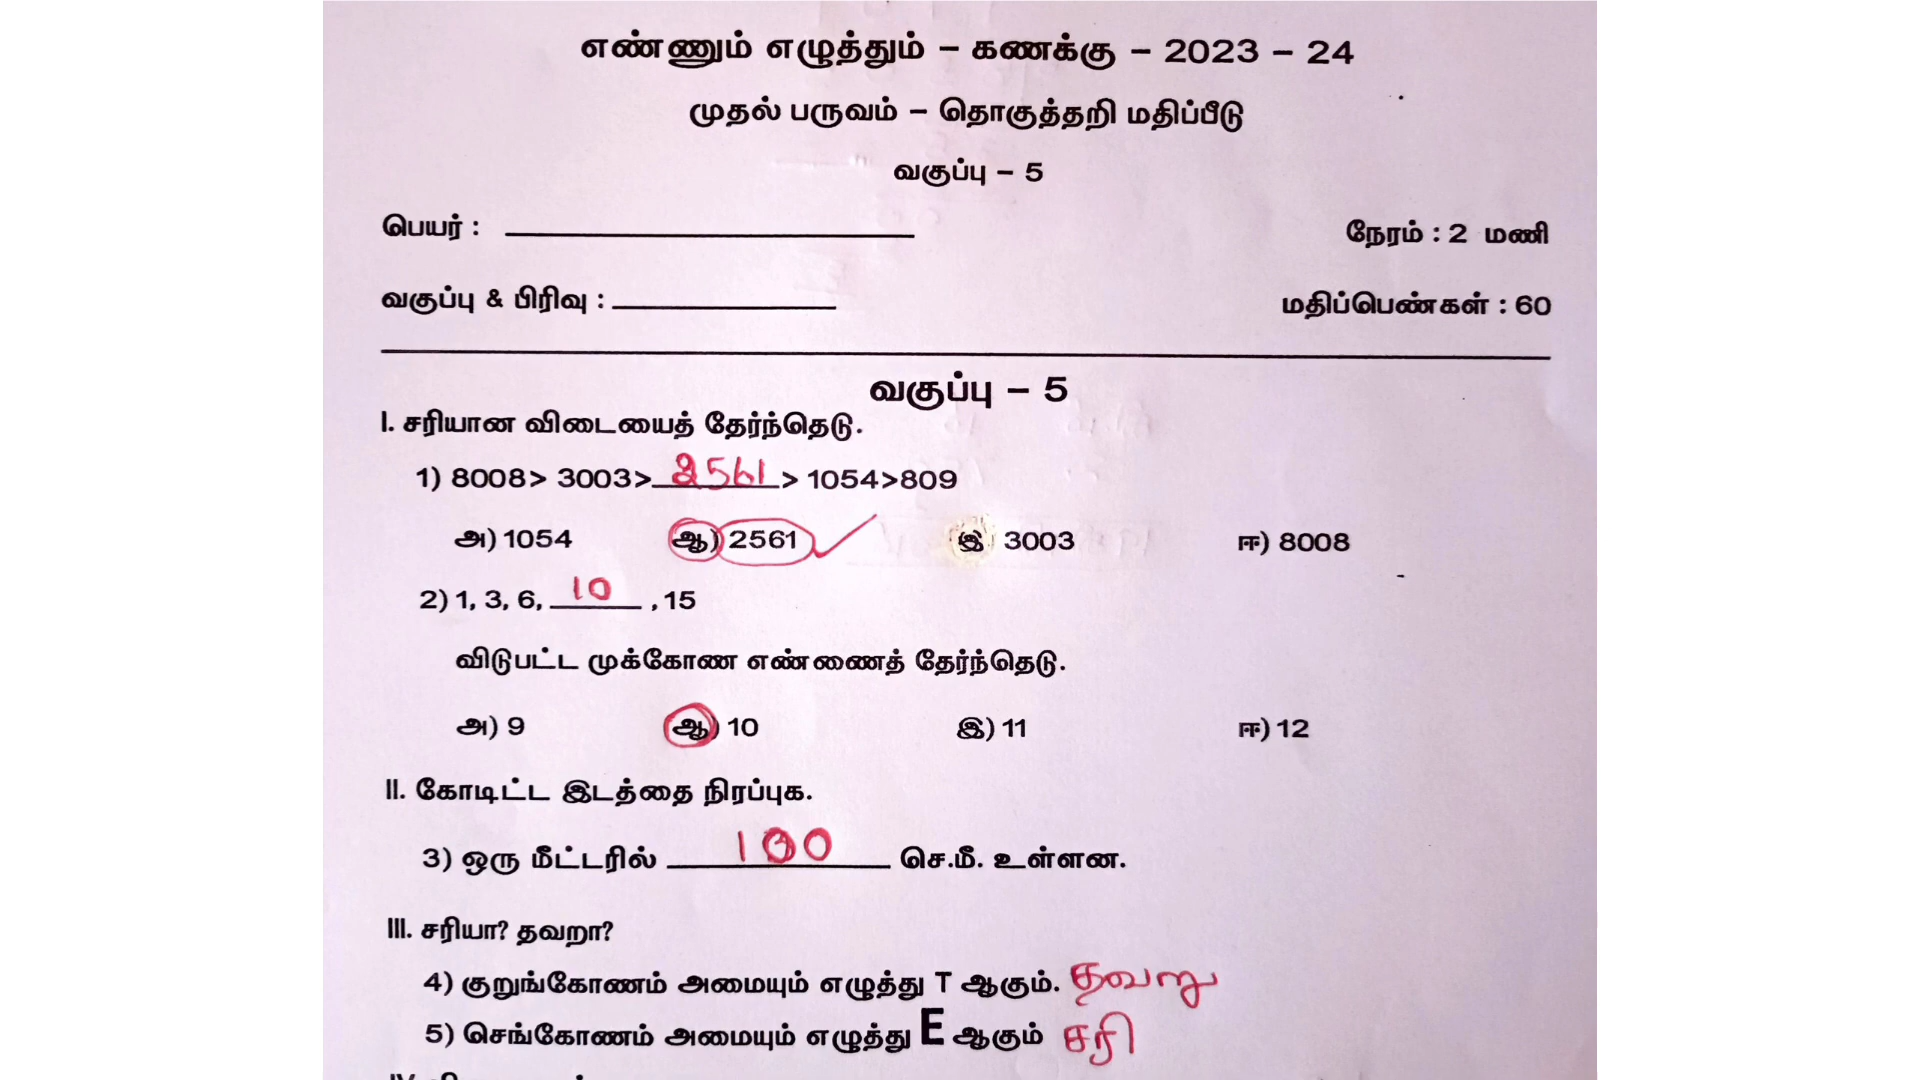 எண்ணும் எழுத்தும் – கணக்கு – 2023 – 24
முதல் பருவம் – தொகுத்தறி மதிப்பீடு
வகுப்பு – 5
பெயர் : நேரம் : 2 மணி
வகுப்பு & பிரிவு : மதிப்பெண்கள் : 60
வகுப்பு – 5
I. சரியான விடையைத் தேர்ந்தெடு.
1) 8008> 3003> 2561 > 1054>809
அ) 1054 ஆ) 2561 இ) 3003 ஈ) 8008
2) 1, 3, 6, 10 , 15
விடுபட்ட முக்கோண எண்ணைத் தேர்ந்தெடு.
அ) 9 ஆ) 10 இ) 11 ஈ) 12
II. கோடிட்ட இடத்தை நிரப்புக.
3) ஒரு மீட்டரில் 100 செ.மீ. உள்ளன.
III. சரியா? தவறா?
4) குறுங்கோணம் அமையும் எழுத்து T ஆகும். தவறு
5) செங்கோணம் அமையும் எழுத்து E ஆகும் சரி